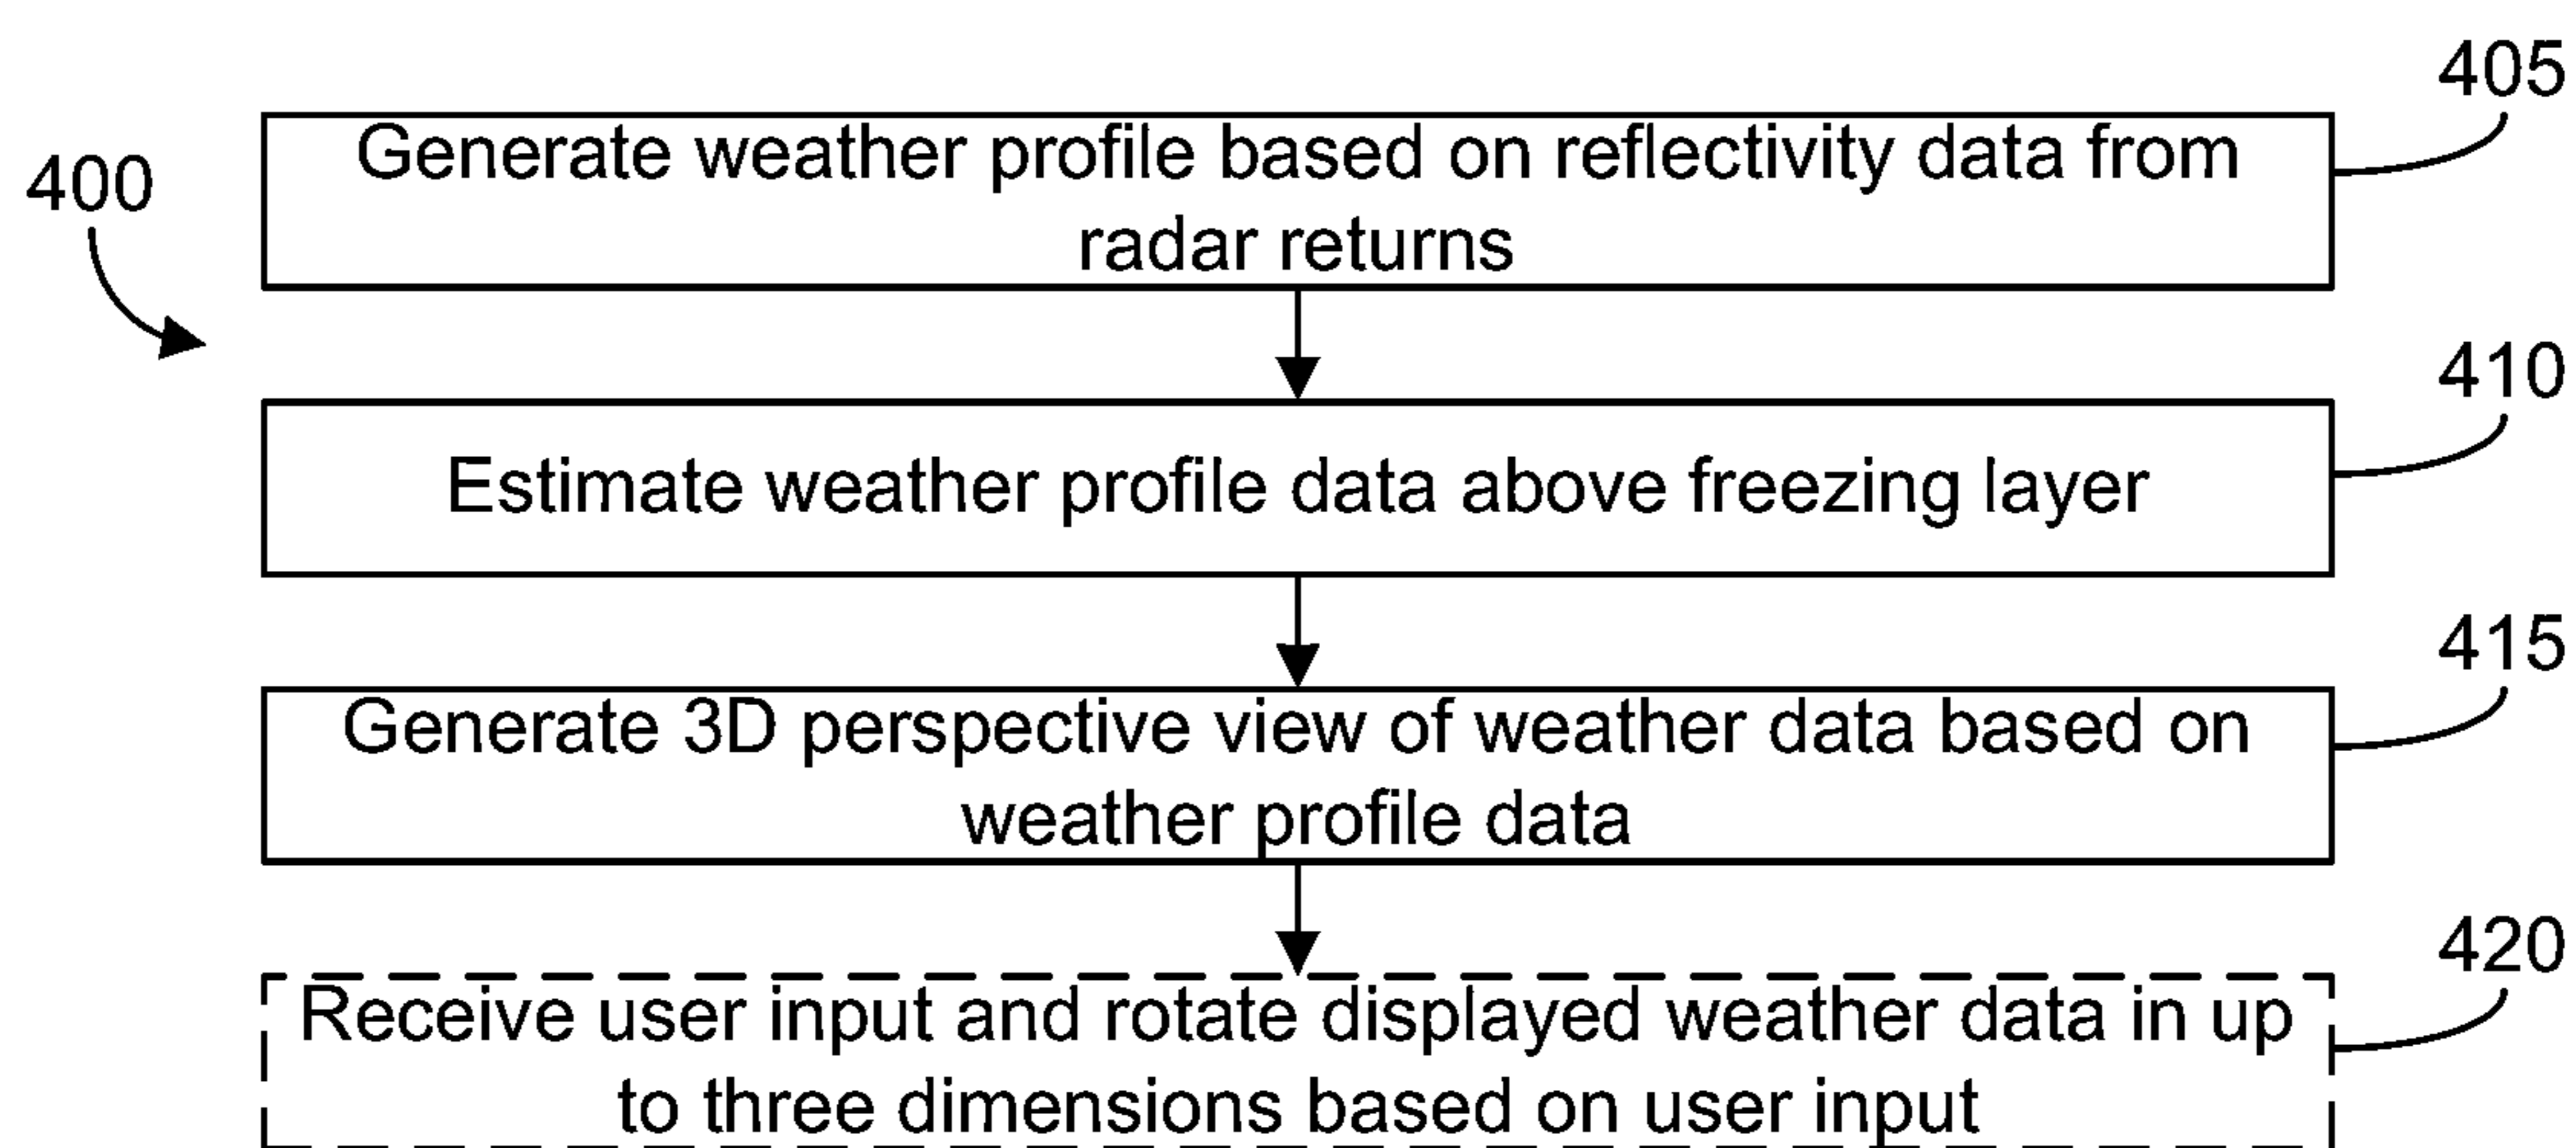 405
Generate weather profile based on reflectivity data from
radar returns
400
410
Estimate weather profile data above freezing layer
415
Generate 3D perspective view of weather data based on
weather profile data
420
Receive user input and rotate displayed weather data in up
to three dimensions based on user input